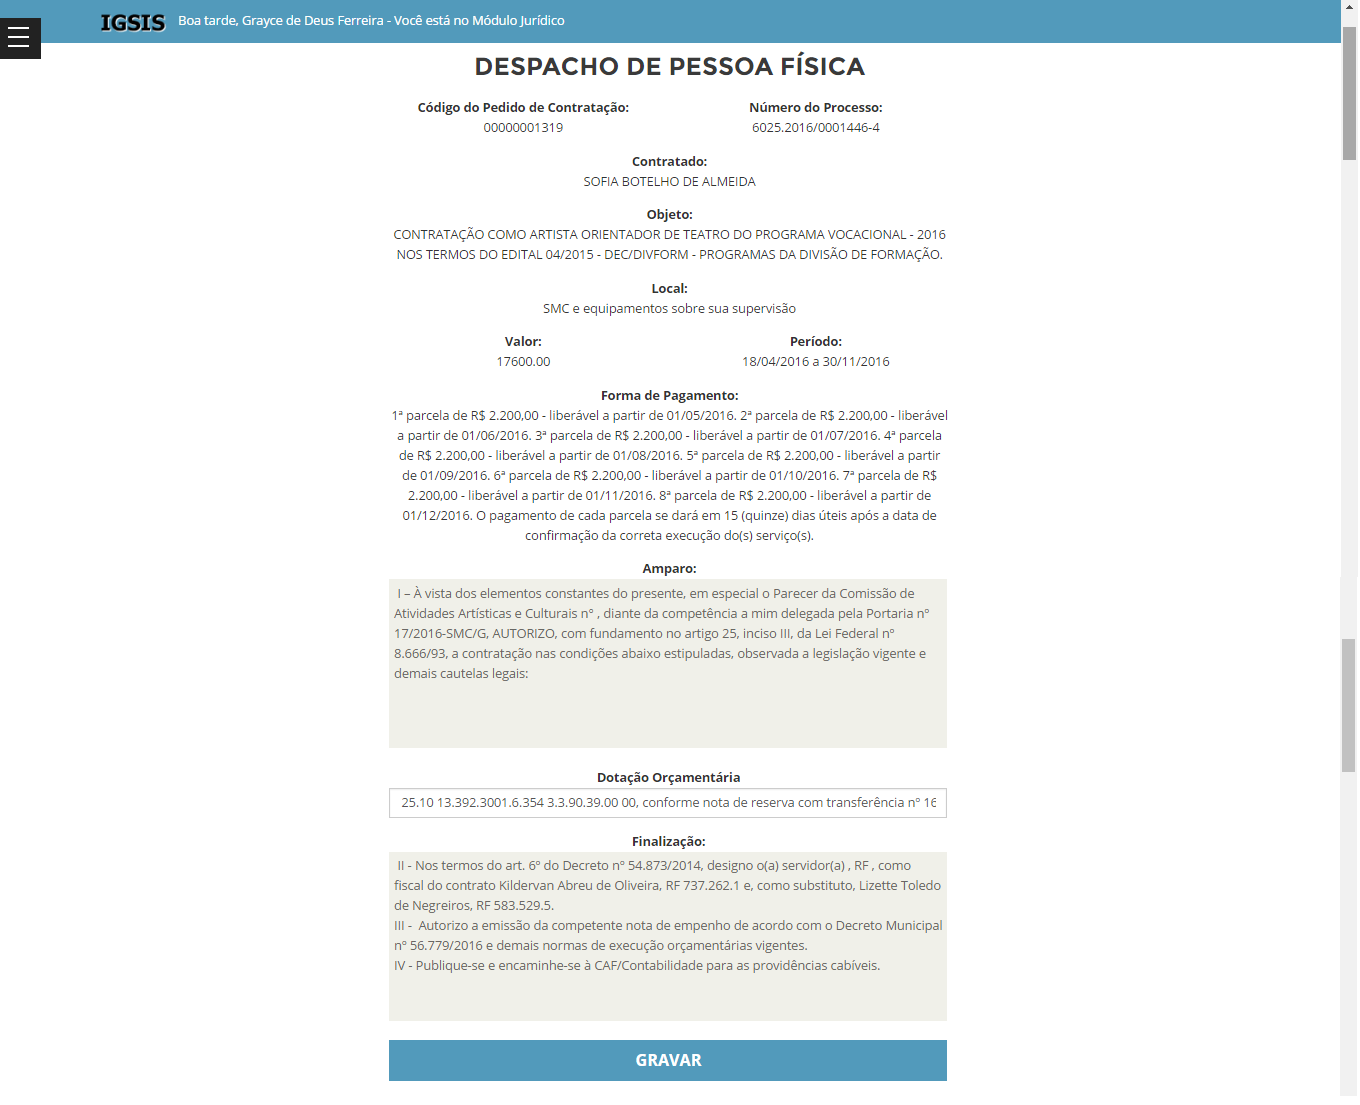 IGSIS Boa tarde, Grayce de Deus Ferreira - Você está no Módulo Jurídico
DESPACHO DE PESSOA FÍSICA
Código do Pedido de Contratação: Número do Processo:
00000001319 6025.2016/0001446-4
Contratado:
SOFIA BOTELHO DE ALMEIDA
Objeto:
CONTRATAÇÃO COMO ARTISTA ORIENTADOR DE TEATRO DO PROGRAMA VOCACIONAL - 2016
NOS TERMOS DO EDITAL 04/2015 - DEC/DIVFORM - PROGRAMAS DA DIVISÃO DE FORMAÇÃO.
Local:
SMC e equipamentos sobre sua supervisão
Valor: Período:
17600.00 18/04/2016 a 30/11/2016
Forma de Pagamento:
1ª parcela de R$ 2.200,00 - liberável a partir de 01/05/2016. 2ª parcela de R$ 2.200,00 - liberável
a partir de 01/06/2016. 3ª parcela de R$ 2.200,00 - liberável a partir de 01/07/2016. 4ª parcela
de R$ 2.200,00 - liberável a partir de 01/08/2016. 5ª parcela de R$ 2.200,00 - liberável a partir
de 01/09/2016. 6ª parcela de R$ 2.200,00 - liberável a partir de 01/10/2016. 7ª parcela de R$
2.200,00 - liberável a partir de 01/11/2016. 8ª parcela de R$ 2.200,00 - liberável a partir de
01/12/2016. O pagamento de cada parcela se dará em 15 (quinze) dias úteis após a data de
confirmação da correta execução do(s) serviço(s).
Amparo:
I – À vista dos elementos constantes do presente, em especial o Parecer da Comissão de
Atividades Artísticas e Culturais n° , diante da competência a mim delegada pela Portaria nº
17/2016-SMC/G, AUTORIZO, com fundamento no artigo 25, inciso III, da Lei Federal nº
8.666/93, a contratação nas condições abaixo estipuladas, observada a legislação vigente e
demais cautelas legais:
Dotação Orçamentária
25.10 13.392.3001.6.354 3.3.90.39.00 00, conforme nota de reserva com transferência nº 16
Finalização:
II - Nos termos do art. 6º do Decreto nº 54.873/2014, designo o(a) servidor(a) , RF , como
fiscal do contrato Kildervan Abreu de Oliveira, RF 737.262.1 e, como substituto, Lizette Toledo
de Negreiros, RF 583.529.5.
III - Autorizo a emissão da competente nota de empenho de acordo com o Decreto Municipal
nº 56.779/2016 e demais normas de execução orçamentárias vigentes.
IV - Publique-se e encaminhe-se à CAF/Contabilidade para as providências cabíveis.
GRAVAR